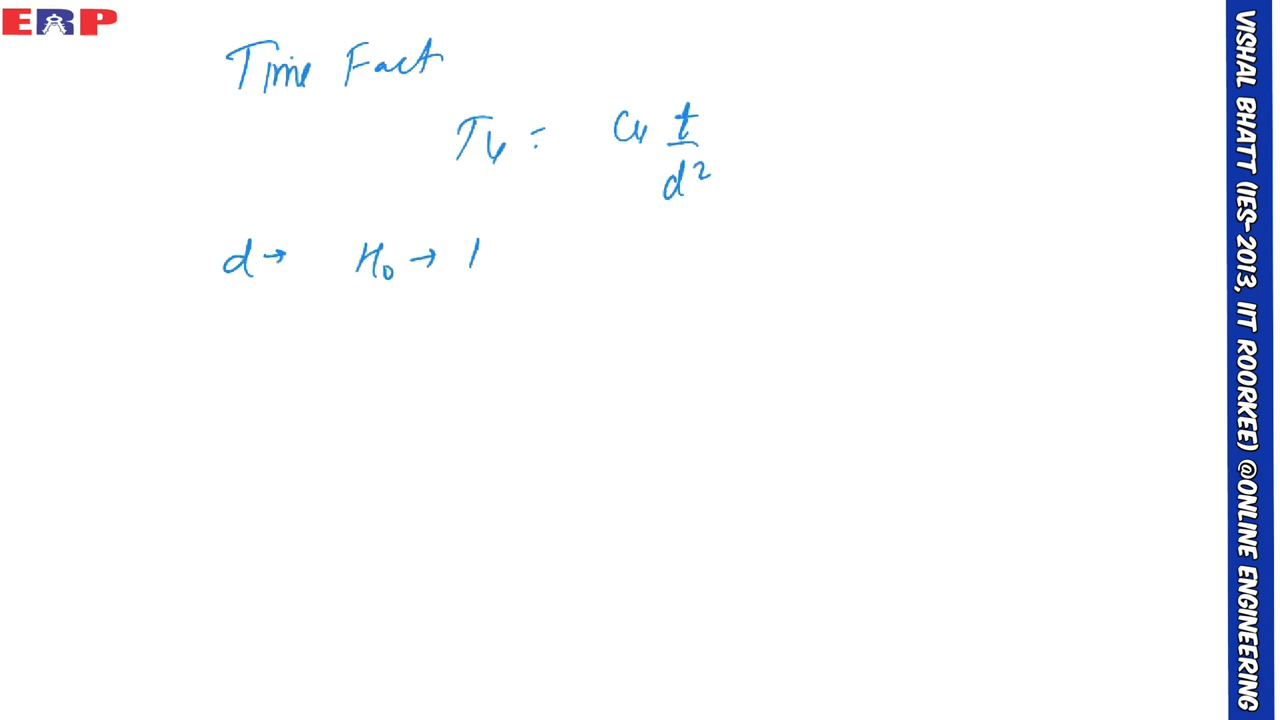 ERP
Time Fact
Tv = Cv t/d²
d → H₀ → 1
VISHAL BHATT (IES-2013, IIT ROORKEE) @ONLINE ENGINEERING